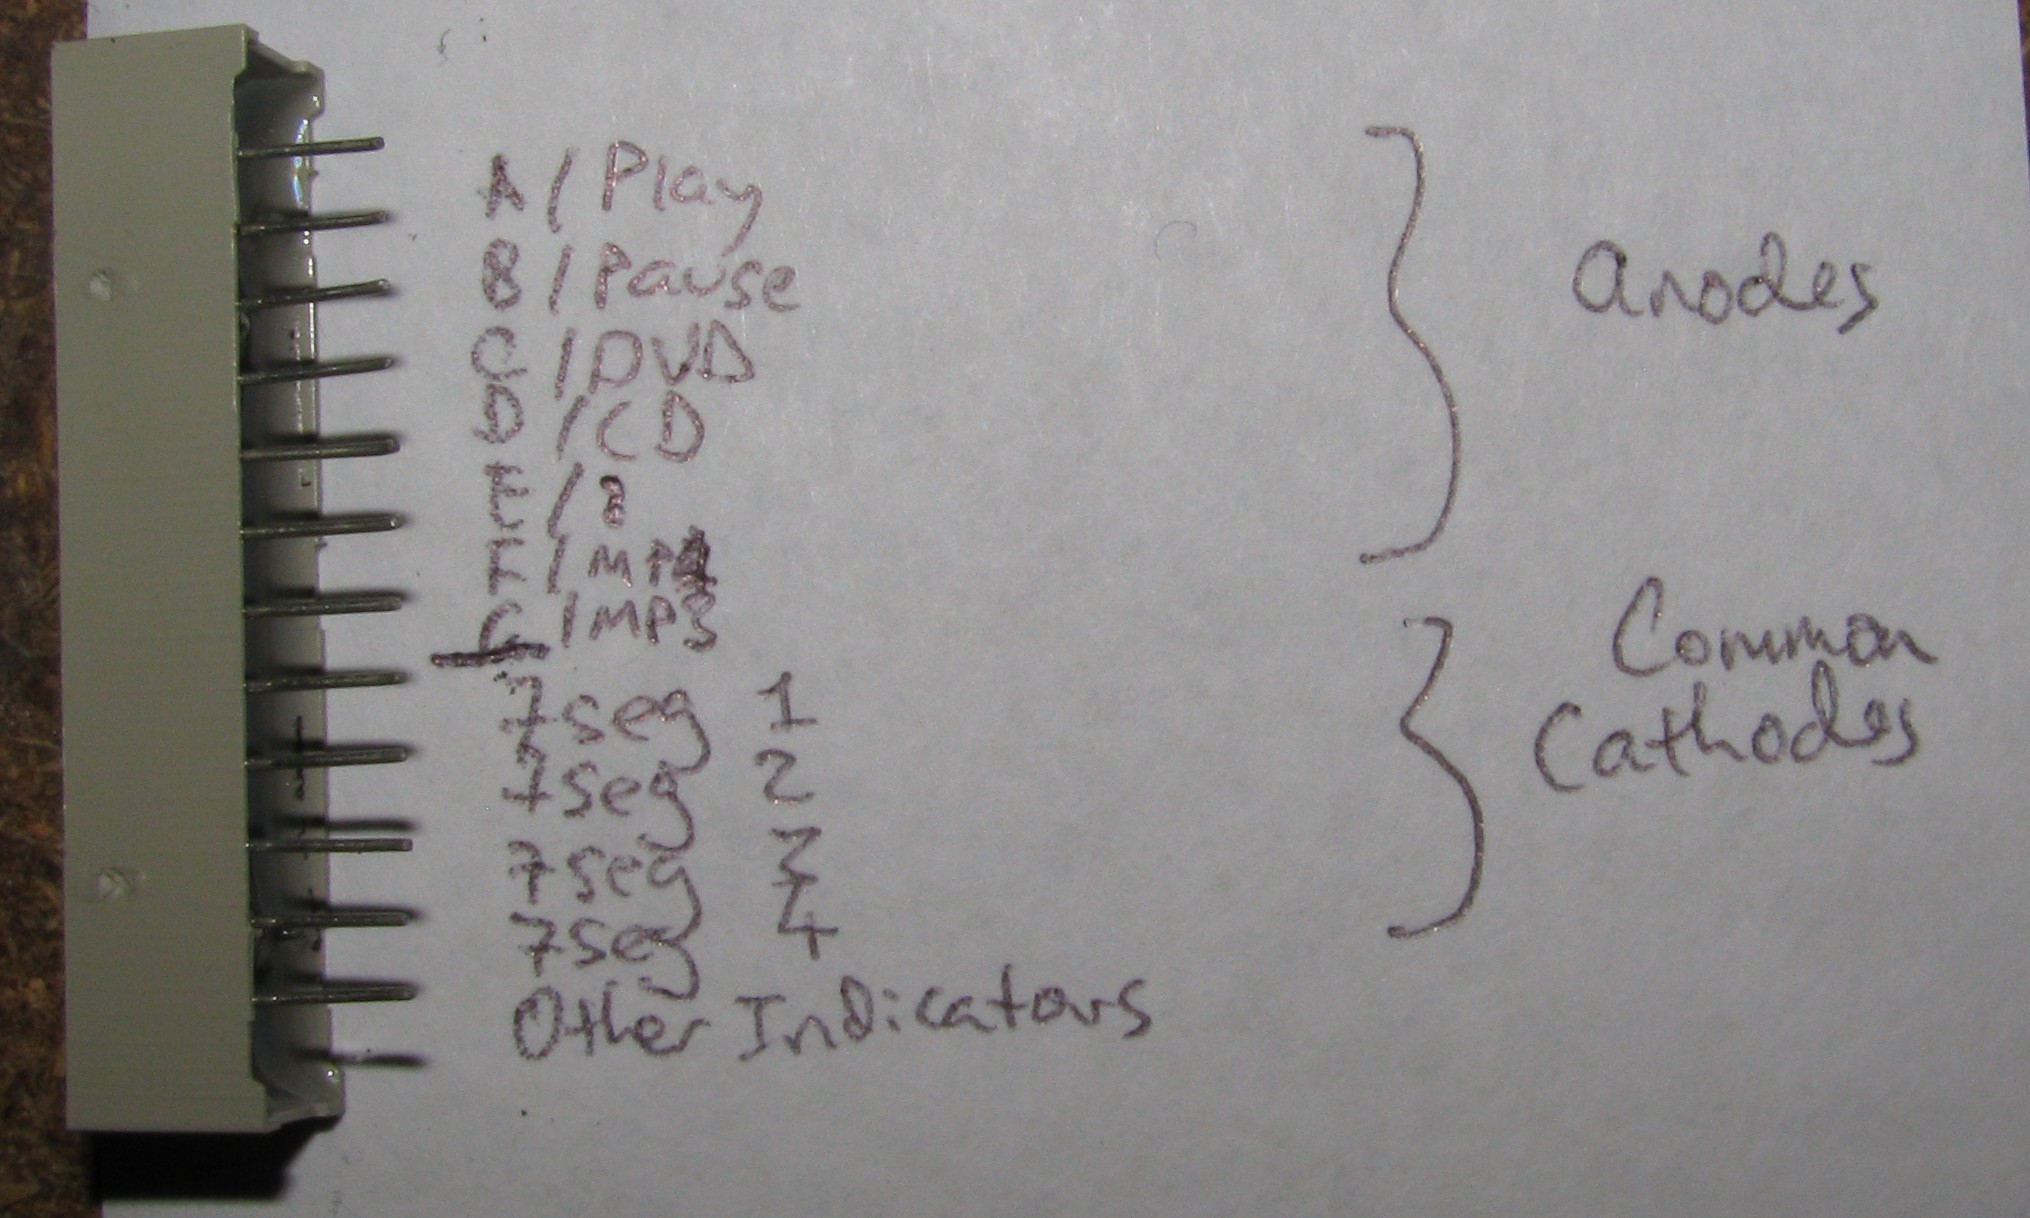 A / Play
B / Pause
C / DVD
D / CD
E / :
F / MP4
G / MP3
7seg 1
7seg 2
7seg 3
7seg 4
Other Indicators
anodes
Common
Cathodes